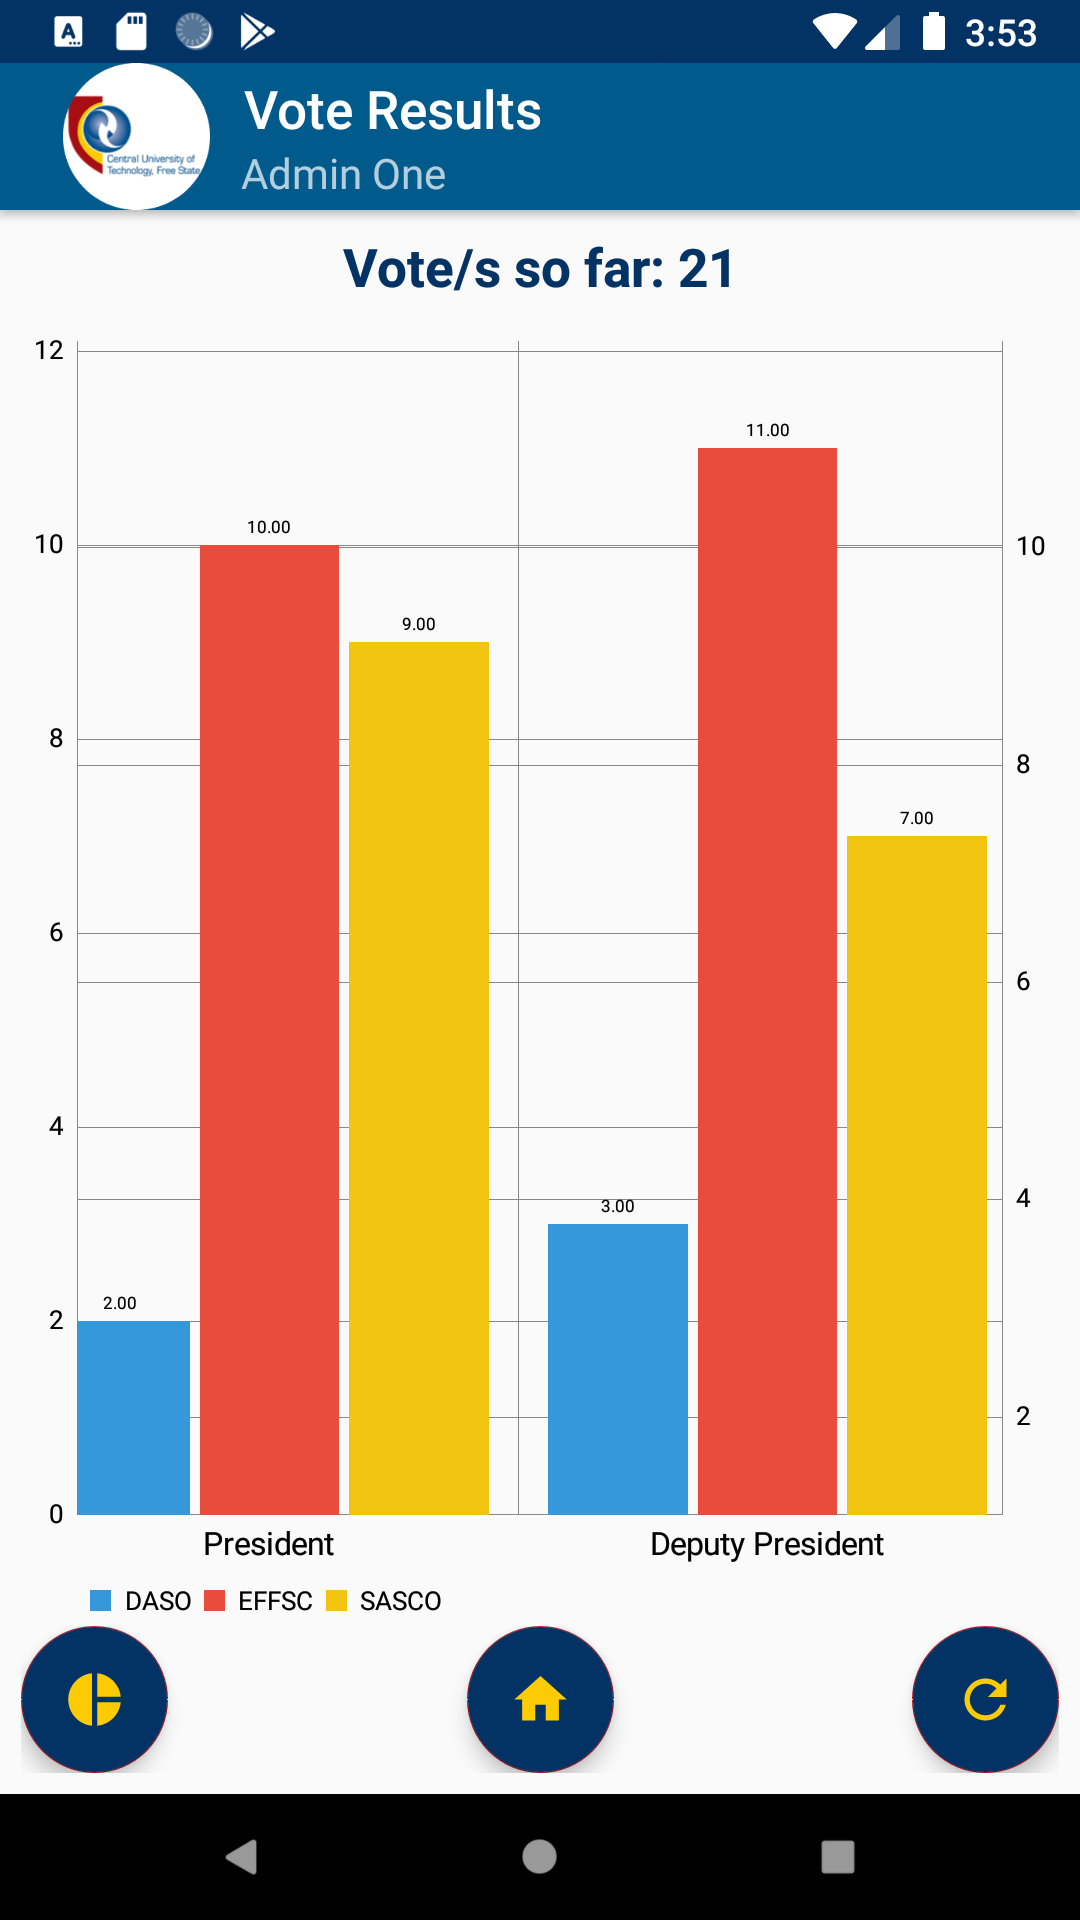 A
3:53
Central University of
Technology, Free State
Vote Results
Admin One
Vote/s so far: 21
12
11.00
10.00
10
10
9.00
8
8
7.00
6
6
4
4
3.00
2.00
2
2
0
President
Deputy President
DASO EFFSC SASCO